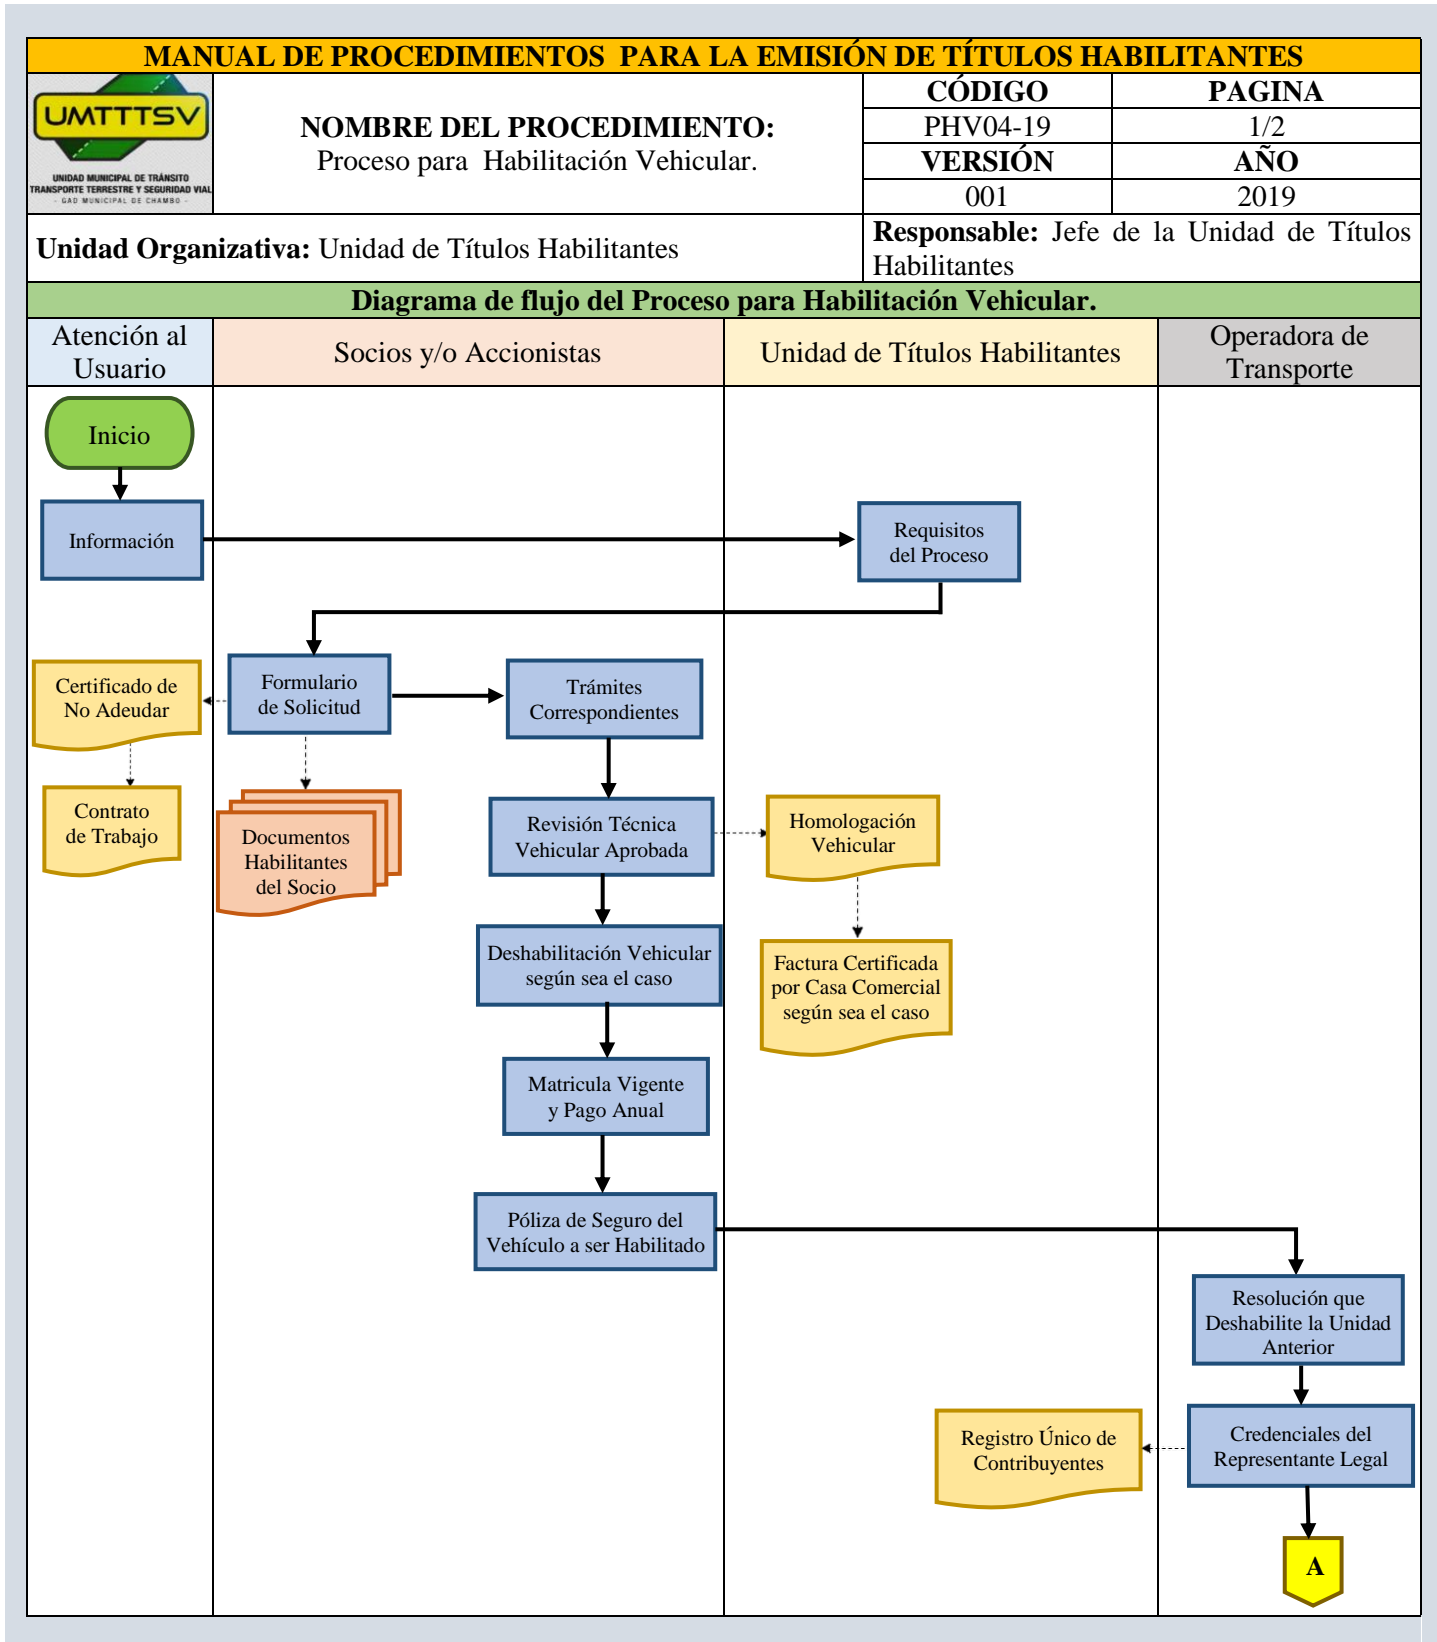 MANUAL DE PROCEDIMIENTOS PARA LA EMISIÓN DE TÍTULOS HABILITANTES
UMTTTSV
UNIDAD MUNICIPAL DE TRÁNSITO
TRANSPORTE TERRESTRE Y SEGURIDAD VIAL
- GAD MUNICIPAL DE CHAMBO -
NOMBRE DEL PROCEDIMIENTO:
Proceso para Habilitación Vehicular.
CÓDIGO
PAGINA
PHV04-19
1/2
VERSIÓN
AÑO
001
2019
Unidad Organizativa: Unidad de Títulos Habilitantes
Responsable: Jefe de la Unidad de Títulos
Habilitantes
Diagrama de flujo del Proceso para Habilitación Vehicular.
Atención al
Usuario
Socios y/o Accionistas
Unidad de Títulos Habilitantes
Operadora de
Transporte
Inicio
Información
Requisitos
del Proceso
Certificado de
No Adeudar
Formulario
de Solicitud
Trámites
Correspondientes
Contrato
de Trabajo
Documentos
Habilitantes
del Socio
Revisión Técnica
Vehicular Aprobada
Homologación
Vehicular
Deshabilitación Vehicular
según sea el caso
Factura Certificada
por Casa Comercial
según sea el caso
Matricula Vigente
y Pago Anual
Póliza de Seguro del
Vehículo a ser Habilitado
Resolución que
Deshabilite la Unidad
Anterior
Registro Único de
Contribuyentes
Credenciales del
Representante Legal
A